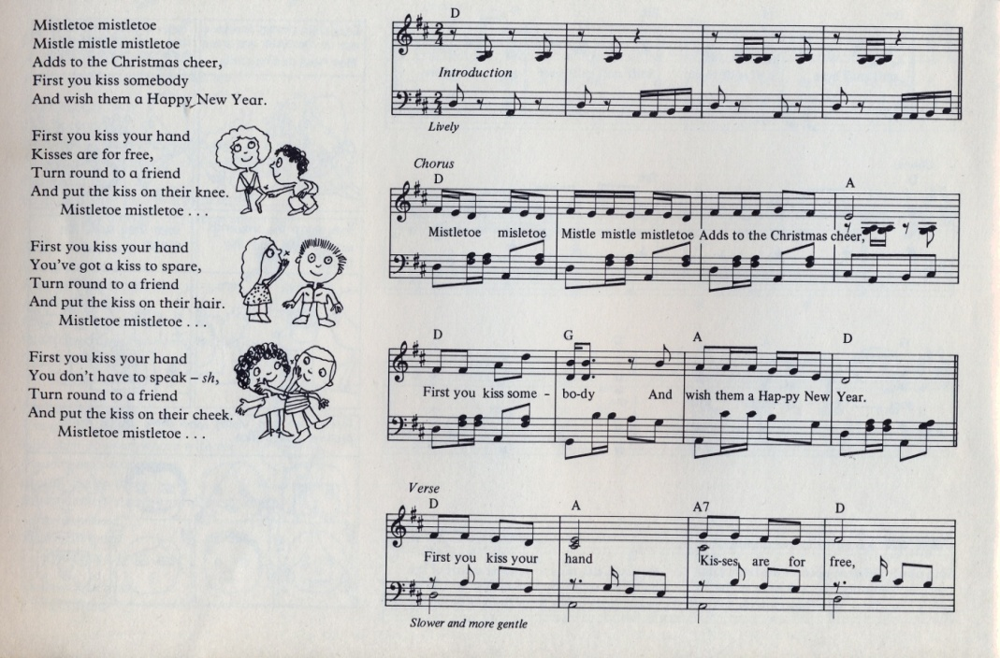 Mistletoe mistletoe
Mistle mistle mistletoe
Adds to the Christmas cheer,
First you kiss somebody
And wish them a Happy New Year.
First you kiss your hand
Kisses are for free,
Turn round to a friend
And put the kiss on their knee.
Mistletoe mistletoe . . .
First you kiss your hand
You've got a kiss to spare,
Turn round to a friend
And put the kiss on their hair.
Mistletoe mistletoe . . .
First you kiss your hand
You don't have to speak – sh,
Turn round to a friend
And put the kiss on their cheek.
Mistletoe mistletoe . . .
D
2
4
Introduction
2
4
Lively
Chorus
D A
Mistletoe misletoe Mistle mistle mistletoe Adds to the Christmas cheer,
D G A D
First you kiss some - bo-dy And wish them a Hap-py New Year.
Verse
D A A7 D
First you kiss your hand Kis-ses are for free,
Slower and more gentle